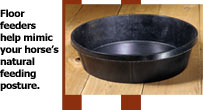 Floor
feeders
help mimic
your horse's
natural
feeding
posture.